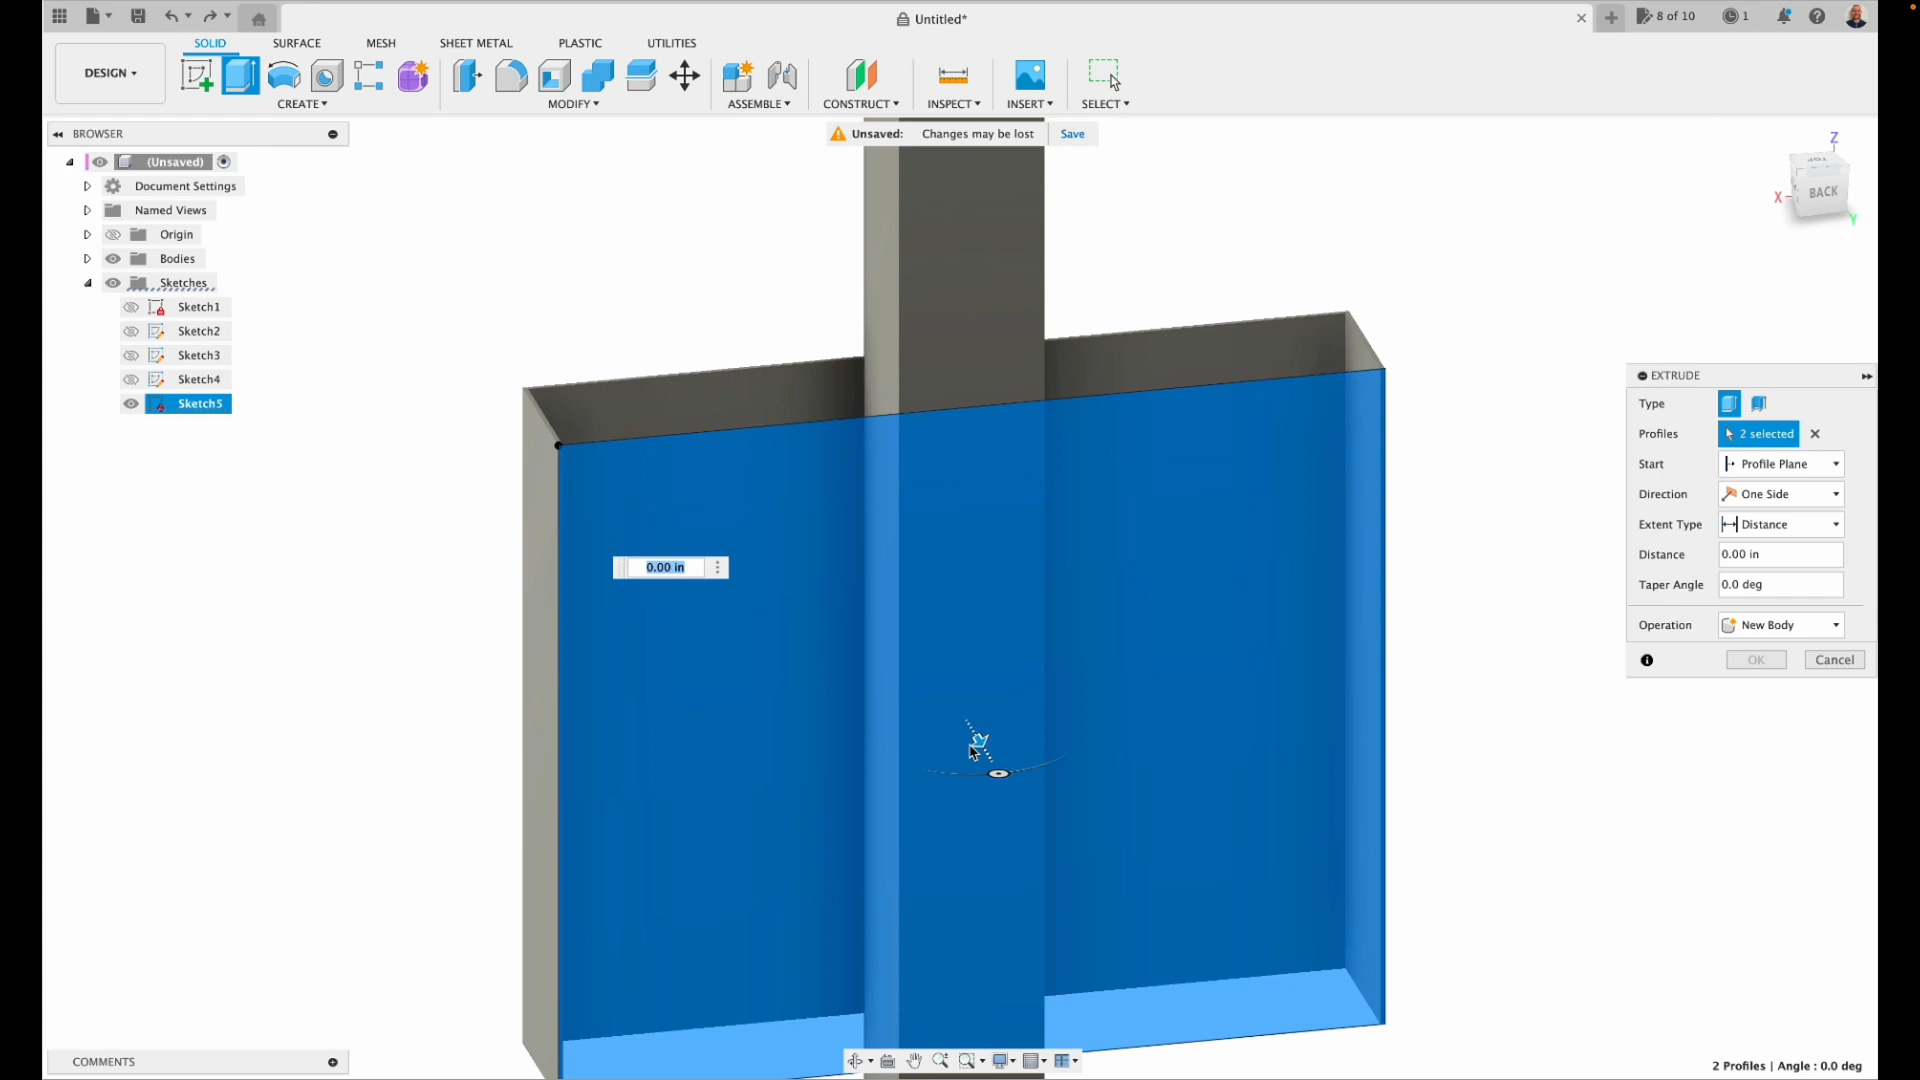 Untitled*
8 of 10
1
DESIGN
SOLID
SURFACE
MESH
SHEET METAL
PLASTIC
UTILITIES
CREATE
MODIFY
ASSEMBLE
CONSTRUCT
INSPECT
INSERT
SELECT
BROWSER
Unsaved: Changes may be lost Save
(Unsaved)
Document Settings
Named Views
Origin
Bodies
Sketches
Sketch1
Sketch2
Sketch3
Sketch4
Sketch5
Z
TOP
BACK
X
Y
0.00 in
EXTRUDE
Type
Profiles 2 selected
Start Profile Plane
Direction One Side
Extent Type Distance
Distance 0.00 in
Taper Angle 0.0 deg
Operation New Body
OK Cancel
COMMENTS
2 Profiles | Angle : 0.0 deg